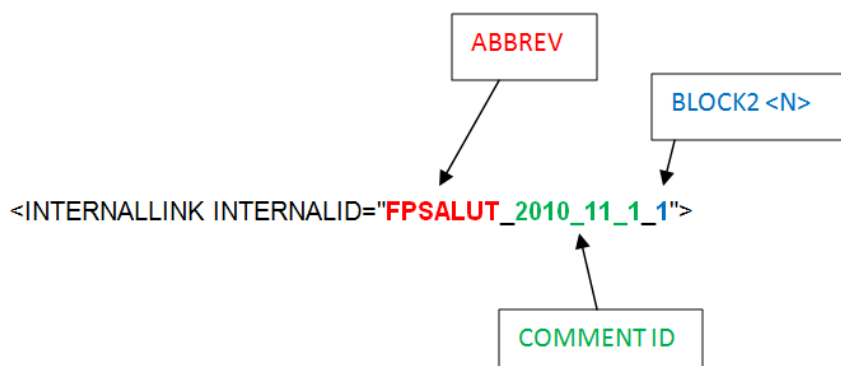 ABBREV
BLOCK2 <N>
<INTERNALLINK INTERNALID="FPSALUT_2010_11_1_1">
COMMENT ID